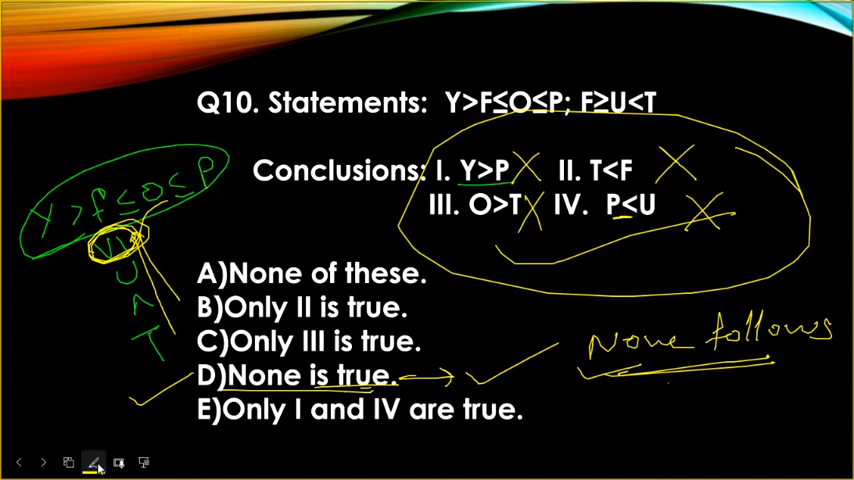 Q10. Statements: Y>F≤O≤P; F≥U<T
Conclusions: I. Y>P X II. T<F X
III. O>T X IV. P<U X
Y>F≤O≤P
VI
U
^
T
A)None of these.
B)Only II is true.
C)Only III is true.
D)None is true.
E)Only I and IV are true.
None follows